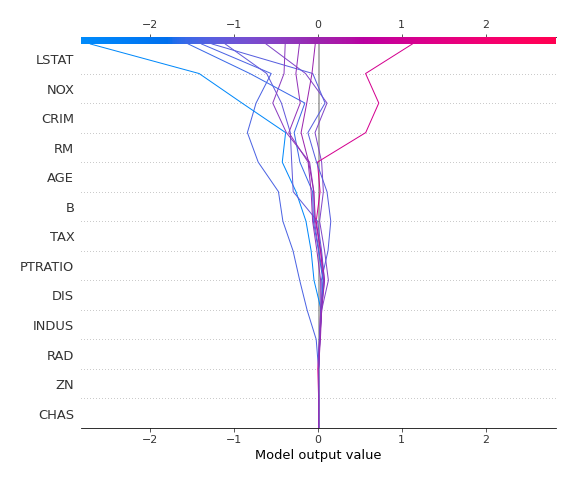 −2 −1 0 1 2
LSTAT
NOX
CRIM
RM
AGE
B
TAX
PTRATIO
DIS
INDUS
RAD
ZN
CHAS
−2 −1 0 1 2
Model output value